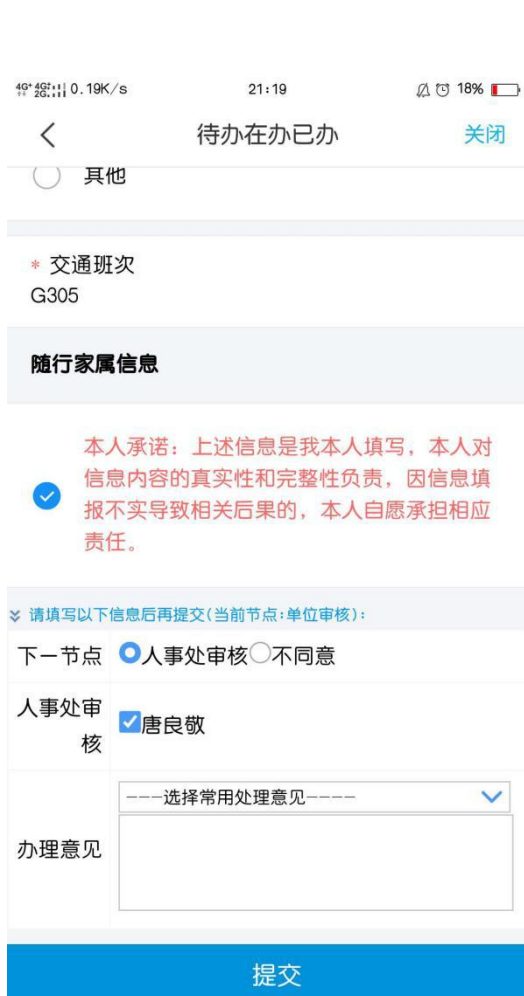 4G+ 4G 2G 0.19K/s 21:19 18%
待办在办已办 关闭
其他
* 交通班次
G305
随行家属信息
本人承诺：上述信息是我本人填写，本人对
信息内容的真实性和完整性负责，因信息填
报不实导致相关后果的，本人自愿承担相应
责任。
请填写以下信息后再提交(当前节点:单位审核):
下一节点 人事处审核 不同意
人事处审
核
唐良敬
---选择常用处理意见----
办理意见
提交